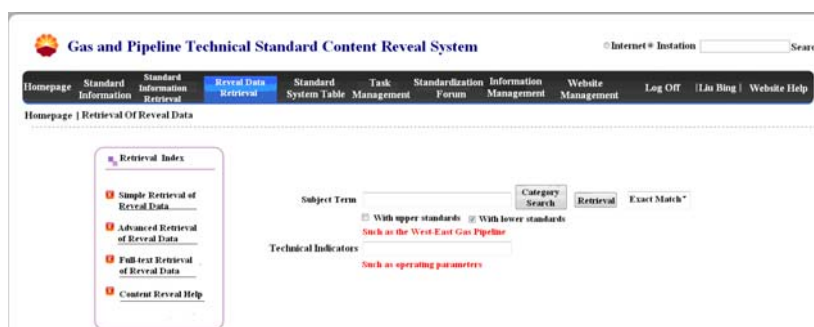 Gas and Pipeline Technical Standard Content Reveal System
Internet Instation
Homepage Standard Information Standard Information Retrieval Reveal Data Retrieval Standard System Table Task Management Standardization Forum Information Management Website Management Log Off |Liu Bing| Website Help
Homepage | Retrieval Of Reveal Data
Retrieval Index
Simple Retrieval of
Reveal Data
Advanced Retrieval
of Reveal Data
Full-text Retrieval
of Reveal Data
Content Reveal Help
Subject Term
Category
Search
Retrieval
Exact Match
With upper standards With lower standards
Such as the West-East Gas Pipeline
Technical Indicators
Such as operating parameters